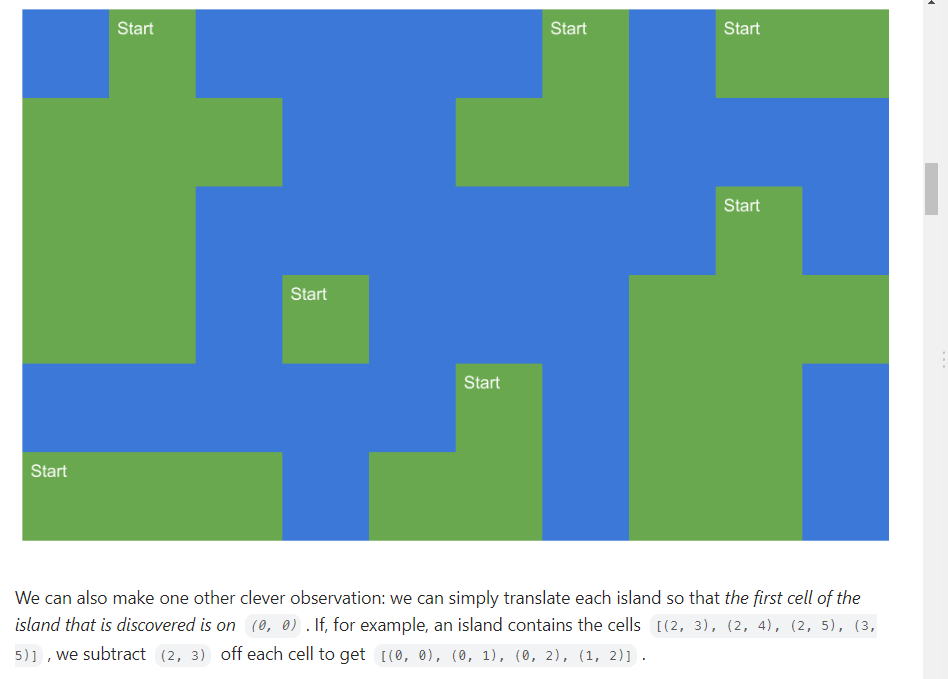 Start Start Start
Start
Start
Start
Start
We can also make one other clever observation: we can simply translate each island so that the first cell of the
island that is discovered is on (0, 0) . If, for example, an island contains the cells [(2, 3), (2, 4), (2, 5), (3,
5)] , we subtract (2, 3) off each cell to get [(0, 0), (0, 1), (0, 2), (1, 2)] .